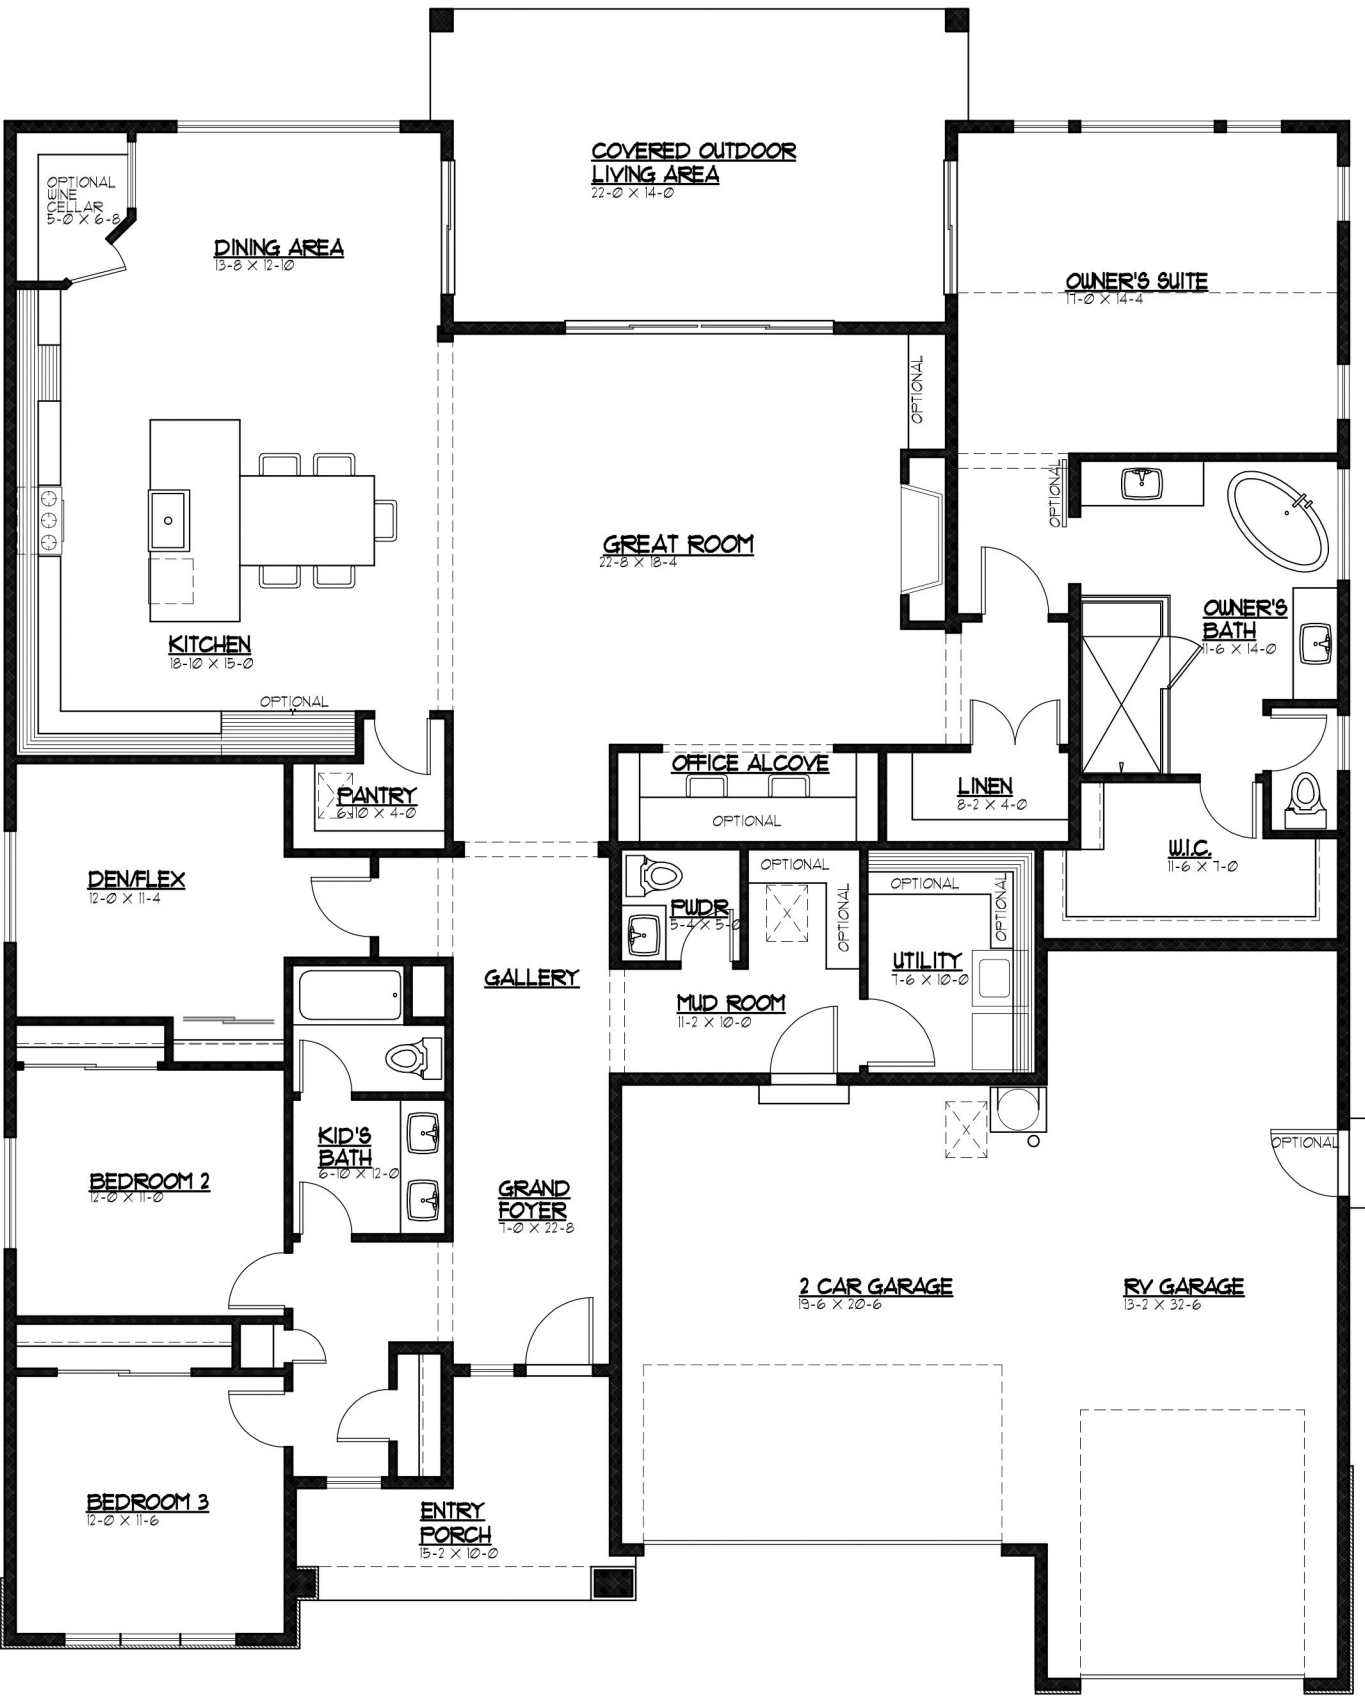 COVERED OUTDOOR
LIVING AREA
22-0 X 14-0
OPTIONAL
WINE
CELLAR
5-0 X 6-8
DINING AREA
13-8 X 12-10
OWNER'S SUITE
17-0 X 14-4
OPTIONAL
OPTIONAL
GREAT ROOM
22-8 X 18-4
OWNER'S
BATH
11-6 X 14-0
KITCHEN
18-10 X 15-0
OPTIONAL
OFFICE ALCOVE
OPTIONAL
PANTRY
6-10 X 4-0
LINEN
8-2 X 4-0
W.I.C.
11-6 X 7-0
DEN/FLEX
12-0 X 11-4
OPTIONAL
OPTIONAL
OPTIONAL
OPTIONAL
PWDR
5-4 X 5-0
UTILITY
7-6 X 10-0
GALLERY
MUD ROOM
11-2 X 10-0
KID'S
BATH
6-10 X 12-0
OPTIONAL
BEDROOM 2
12-0 X 11-0
GRAND
FOYER
7-0 X 22-8
2 CAR GARAGE
19-6 X 20-6
RV GARAGE
13-2 X 32-6
BEDROOM 3
12-0 X 11-6
ENTRY
PORCH
15-2 X 10-0